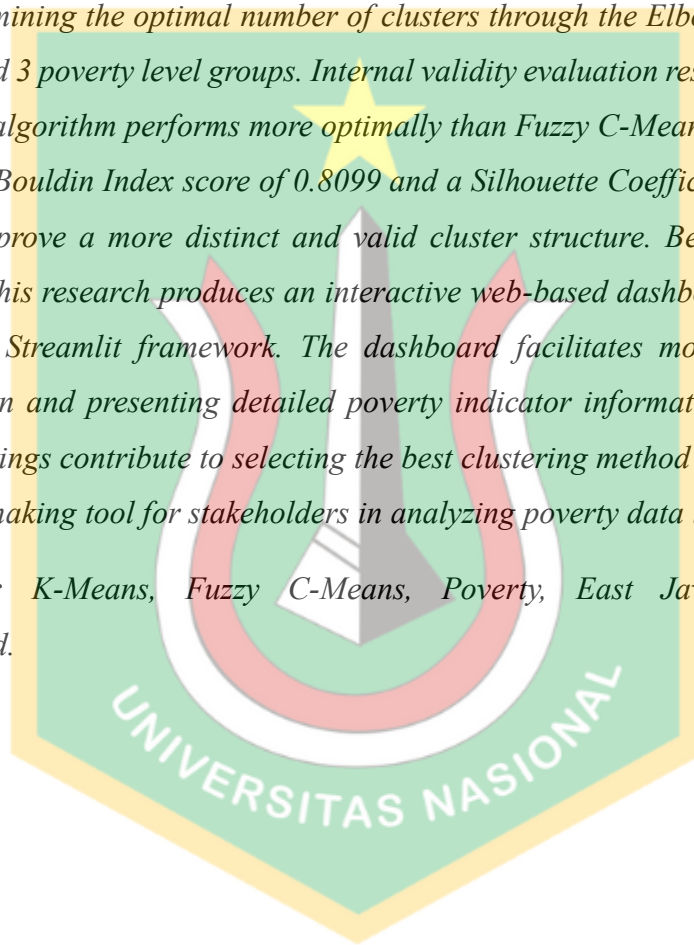 mining the optimal number of clusters through the Elbo
d 3 poverty level groups. Internal validity evaluation res
algorithm performs more optimally than Fuzzy C-Mean
Bouldin Index score of 0.8099 and a Silhouette Coeffic
prove a more distinct and valid cluster structure. Be
his research produces an interactive web-based dashb
Streamlit framework. The dashboard facilitates mo
n and presenting detailed poverty indicator informat
ings contribute to selecting the best clustering method
making tool for stakeholders in analyzing poverty data
: K-Means, Fuzzy C-Means, Poverty, East Jav
d.
UNIVERSITAS NASIONAL